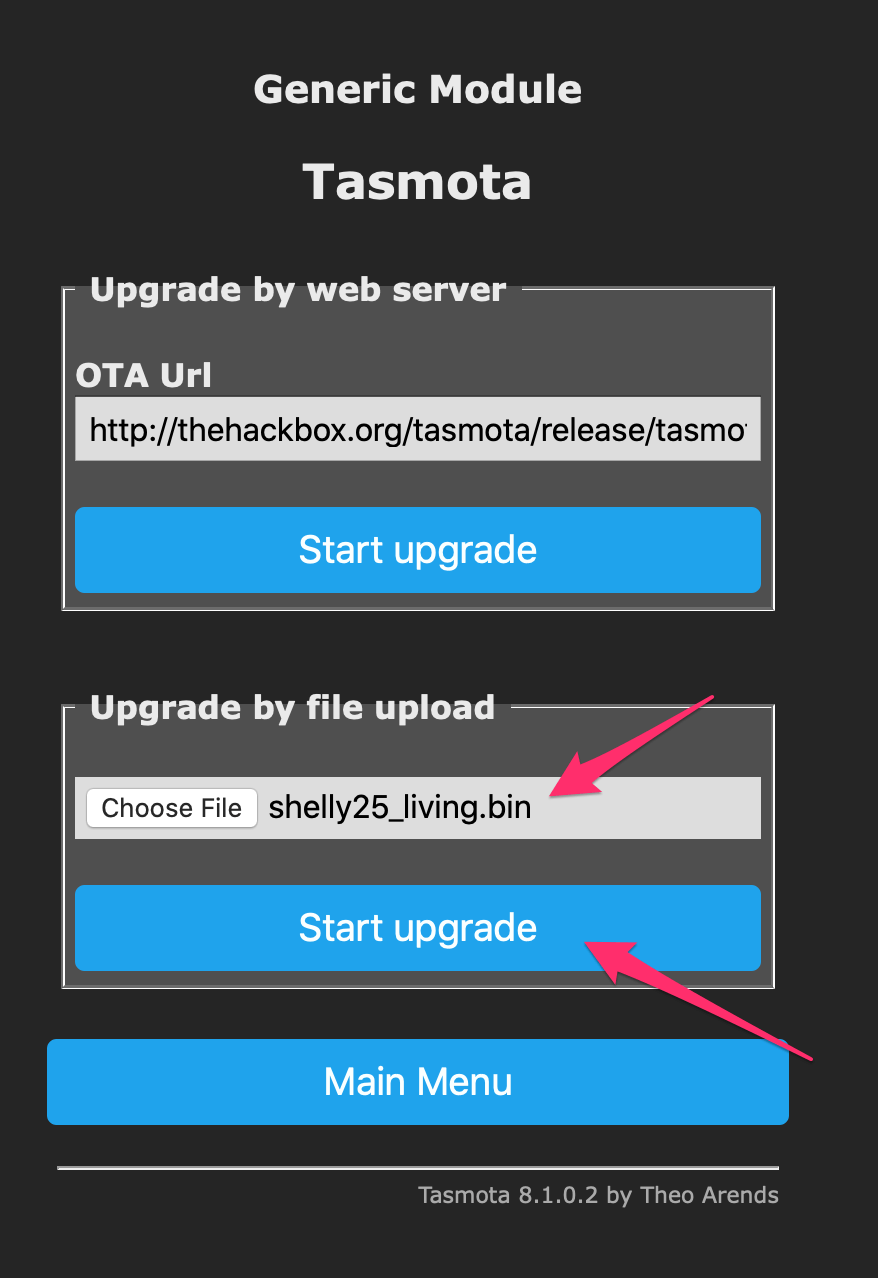 Generic Module
Tasmota
Upgrade by web server
OTA Url
http://thehackbox.org/tasmota/release/tasmo
Start upgrade
Upgrade by file upload
Choose File shelly25_living.bin
Start upgrade
Main Menu
Tasmota 8.1.0.2 by Theo Arends